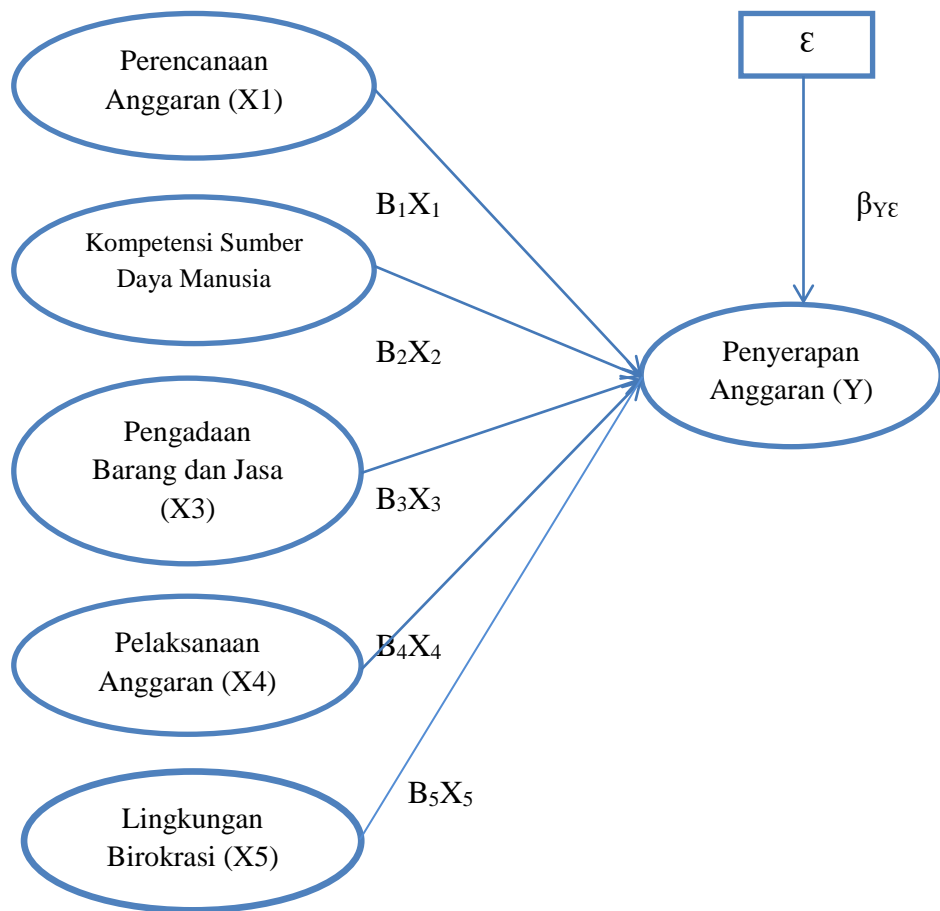 Perencanaan
Anggaran (X1)
ε
B₁X₁
β_Yε
Kompetensi Sumber
Daya Manusia
B₂X₂
Penyerapan
Anggaran (Y)
Pengadaan
Barang dan Jasa
(X3)
B₃X₃
Pelaksanaan
Anggaran (X4)
B₄X₄
B₅X₅
Lingkungan
Birokrasi (X5)